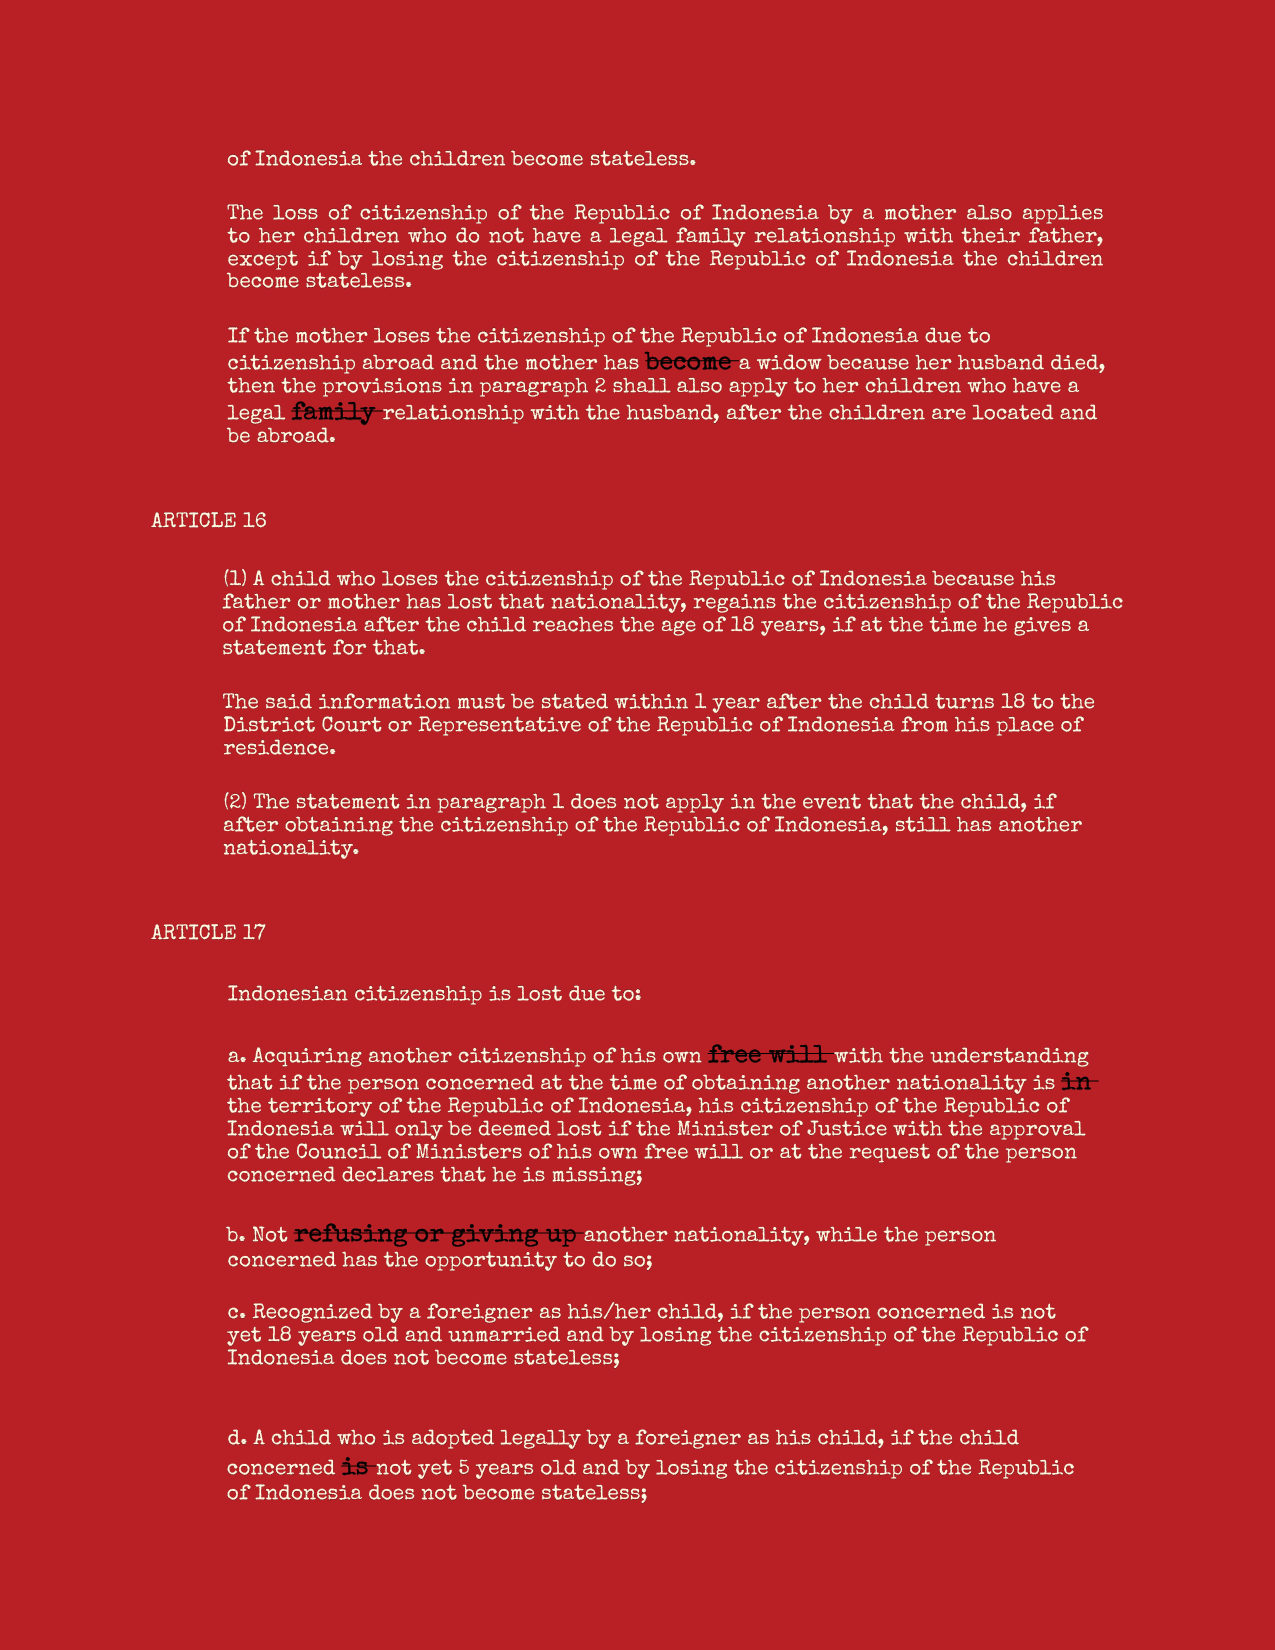 of Indonesia the children become stateless.
The loss of citizenship of the Republic of Indonesia by a mother also applies
to her children who do not have a legal family relationship with their father,
except if by losing the citizenship of the Republic of Indonesia the children
become stateless.
If the mother loses the citizenship of the Republic of Indonesia due to
citizenship abroad and the mother has become a widow because her husband died,
then the provisions in paragraph 2 shall also apply to her children who have a
legal family relationship with the husband, after the children are located and
be abroad.
ARTICLE 16
(1) A child who loses the citizenship of the Republic of Indonesia because his
father or mother has lost that nationality, regains the citizenship of the Republic
of Indonesia after the child reaches the age of 18 years, if at the time he gives a
statement for that.
The said information must be stated within 1 year after the child turns 18 to the
District Court or Representative of the Republic of Indonesia from his place of
residence.
(2) The statement in paragraph 1 does not apply in the event that the child, if
after obtaining the citizenship of the Republic of Indonesia, still has another
nationality.
ARTICLE 17
Indonesian citizenship is lost due to:
a. Acquiring another citizenship of his own free will with the understanding
that if the person concerned at the time of obtaining another nationality is in
the territory of the Republic of Indonesia, his citizenship of the Republic of
Indonesia will only be deemed lost if the Minister of Justice with the approval
of the Council of Ministers of his own free will or at the request of the person
concerned declares that he is missing;
b. Not refusing or giving up another nationality, while the person
concerned has the opportunity to do so;
c. Recognized by a foreigner as his/her child, if the person concerned is not
yet 18 years old and unmarried and by losing the citizenship of the Republic of
Indonesia does not become stateless;
d. A child who is adopted legally by a foreigner as his child, if the child
concerned is not yet 5 years old and by losing the citizenship of the Republic
of Indonesia does not become stateless;